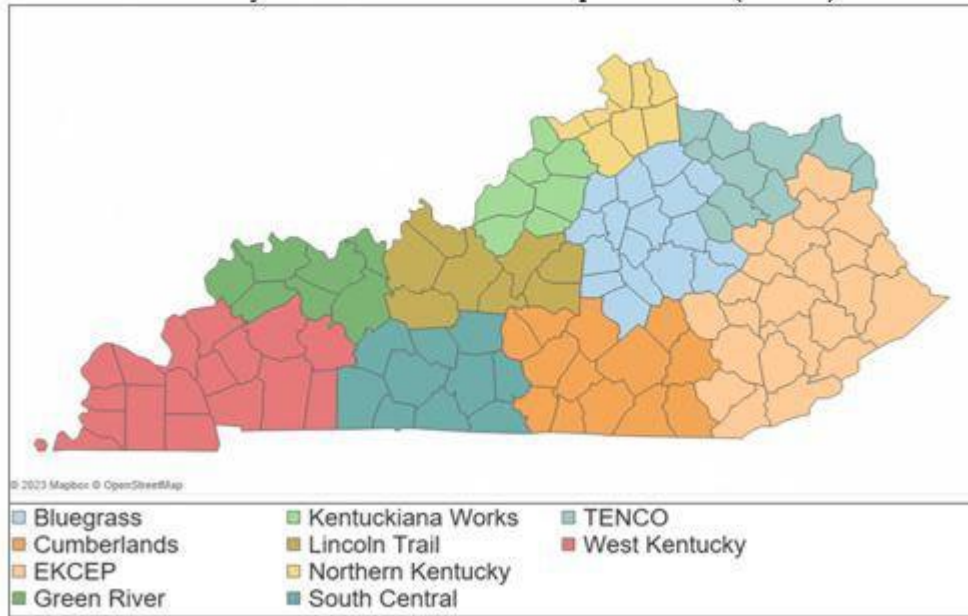 © 2023 Mapbox © OpenStreetMap
Bluegrass
Cumberlands
EKCEP
Green River
Kentuckiana Works
Lincoln Trail
Northern Kentucky
South Central
TENCO
West Kentucky